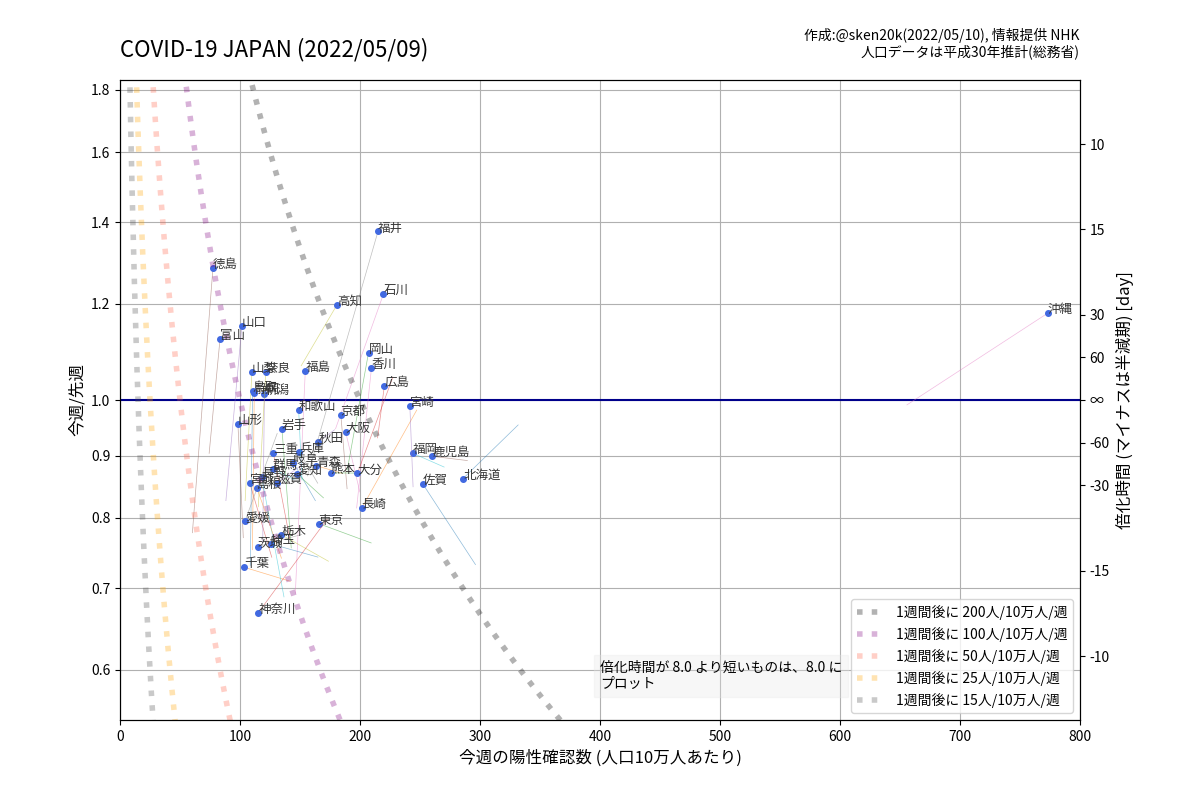 COVID-19 JAPAN (2022/05/09)
作成:@sken20k(2022/05/10), 情報提供 NHK
人口データは平成30年推計(総務省)
今週/先週
1.8
1.6
1.4
1.2
1.0
0.9
0.8
0.7
0.6
福井
徳島
石川
高知
沖縄
山口
富山
岡山
香川
奈良
福島
広島
宮崎
和歌山
京都
山形
岩手
大阪
秋田
三重
兵庫
福岡
鹿児島
岐阜
青森
群馬
愛知
熊本
大分
滋賀
北海道
佐賀
長崎
愛媛
東京
栃木
千葉
神奈川
10
15
30
60
∞
-60
-30
-15
-10
倍化時間 (マイナスは半減期) [day]
倍化時間が 8.0 より短いものは、8.0 に
プロット
1週間後に 200人/10万人/週
1週間後に 100人/10万人/週
1週間後に 50人/10万人/週
1週間後に 25人/10万人/週
1週間後に 15人/10万人/週
0 100 200 300 400 500 600 700 800
今週の陽性確認数 (人口10万人あたり)